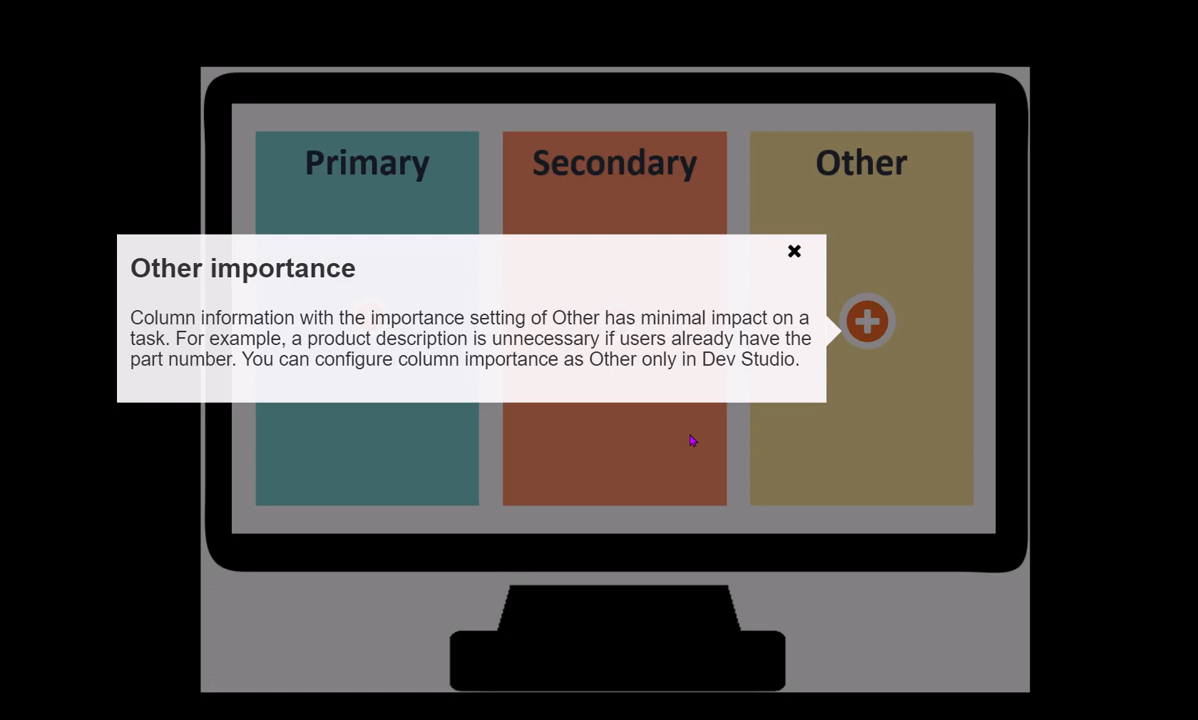 Primary
Secondary
Other
Other importance
Column information with the importance setting of Other has minimal impact on a
task. For example, a product description is unnecessary if users already have the
part number. You can configure column importance as Other only in Dev Studio.